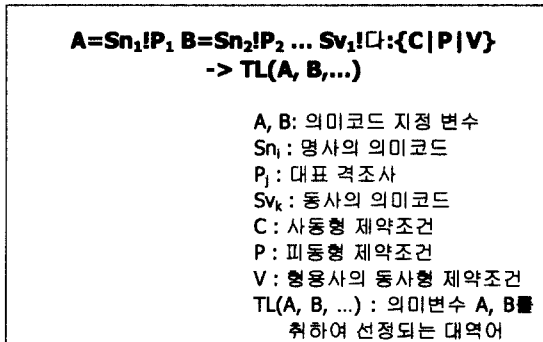 A=Sn₁!P₁ B=Sn₂!P₂ ... Sv₁!다:{C|P|V}
-> TL(A, B,...)
A, B: 의미코드 지정 변수
Snᵢ : 명사의 의미코드
Pⱼ : 대표 격조사
Svₖ : 동사의 의미코드
C : 사동형 제약조건
P : 피동형 제약조건
V : 형용사의 동사형 제약조건
TL(A, B, ...) : 의미변수 A, B를
취하여 선정되는 대역어